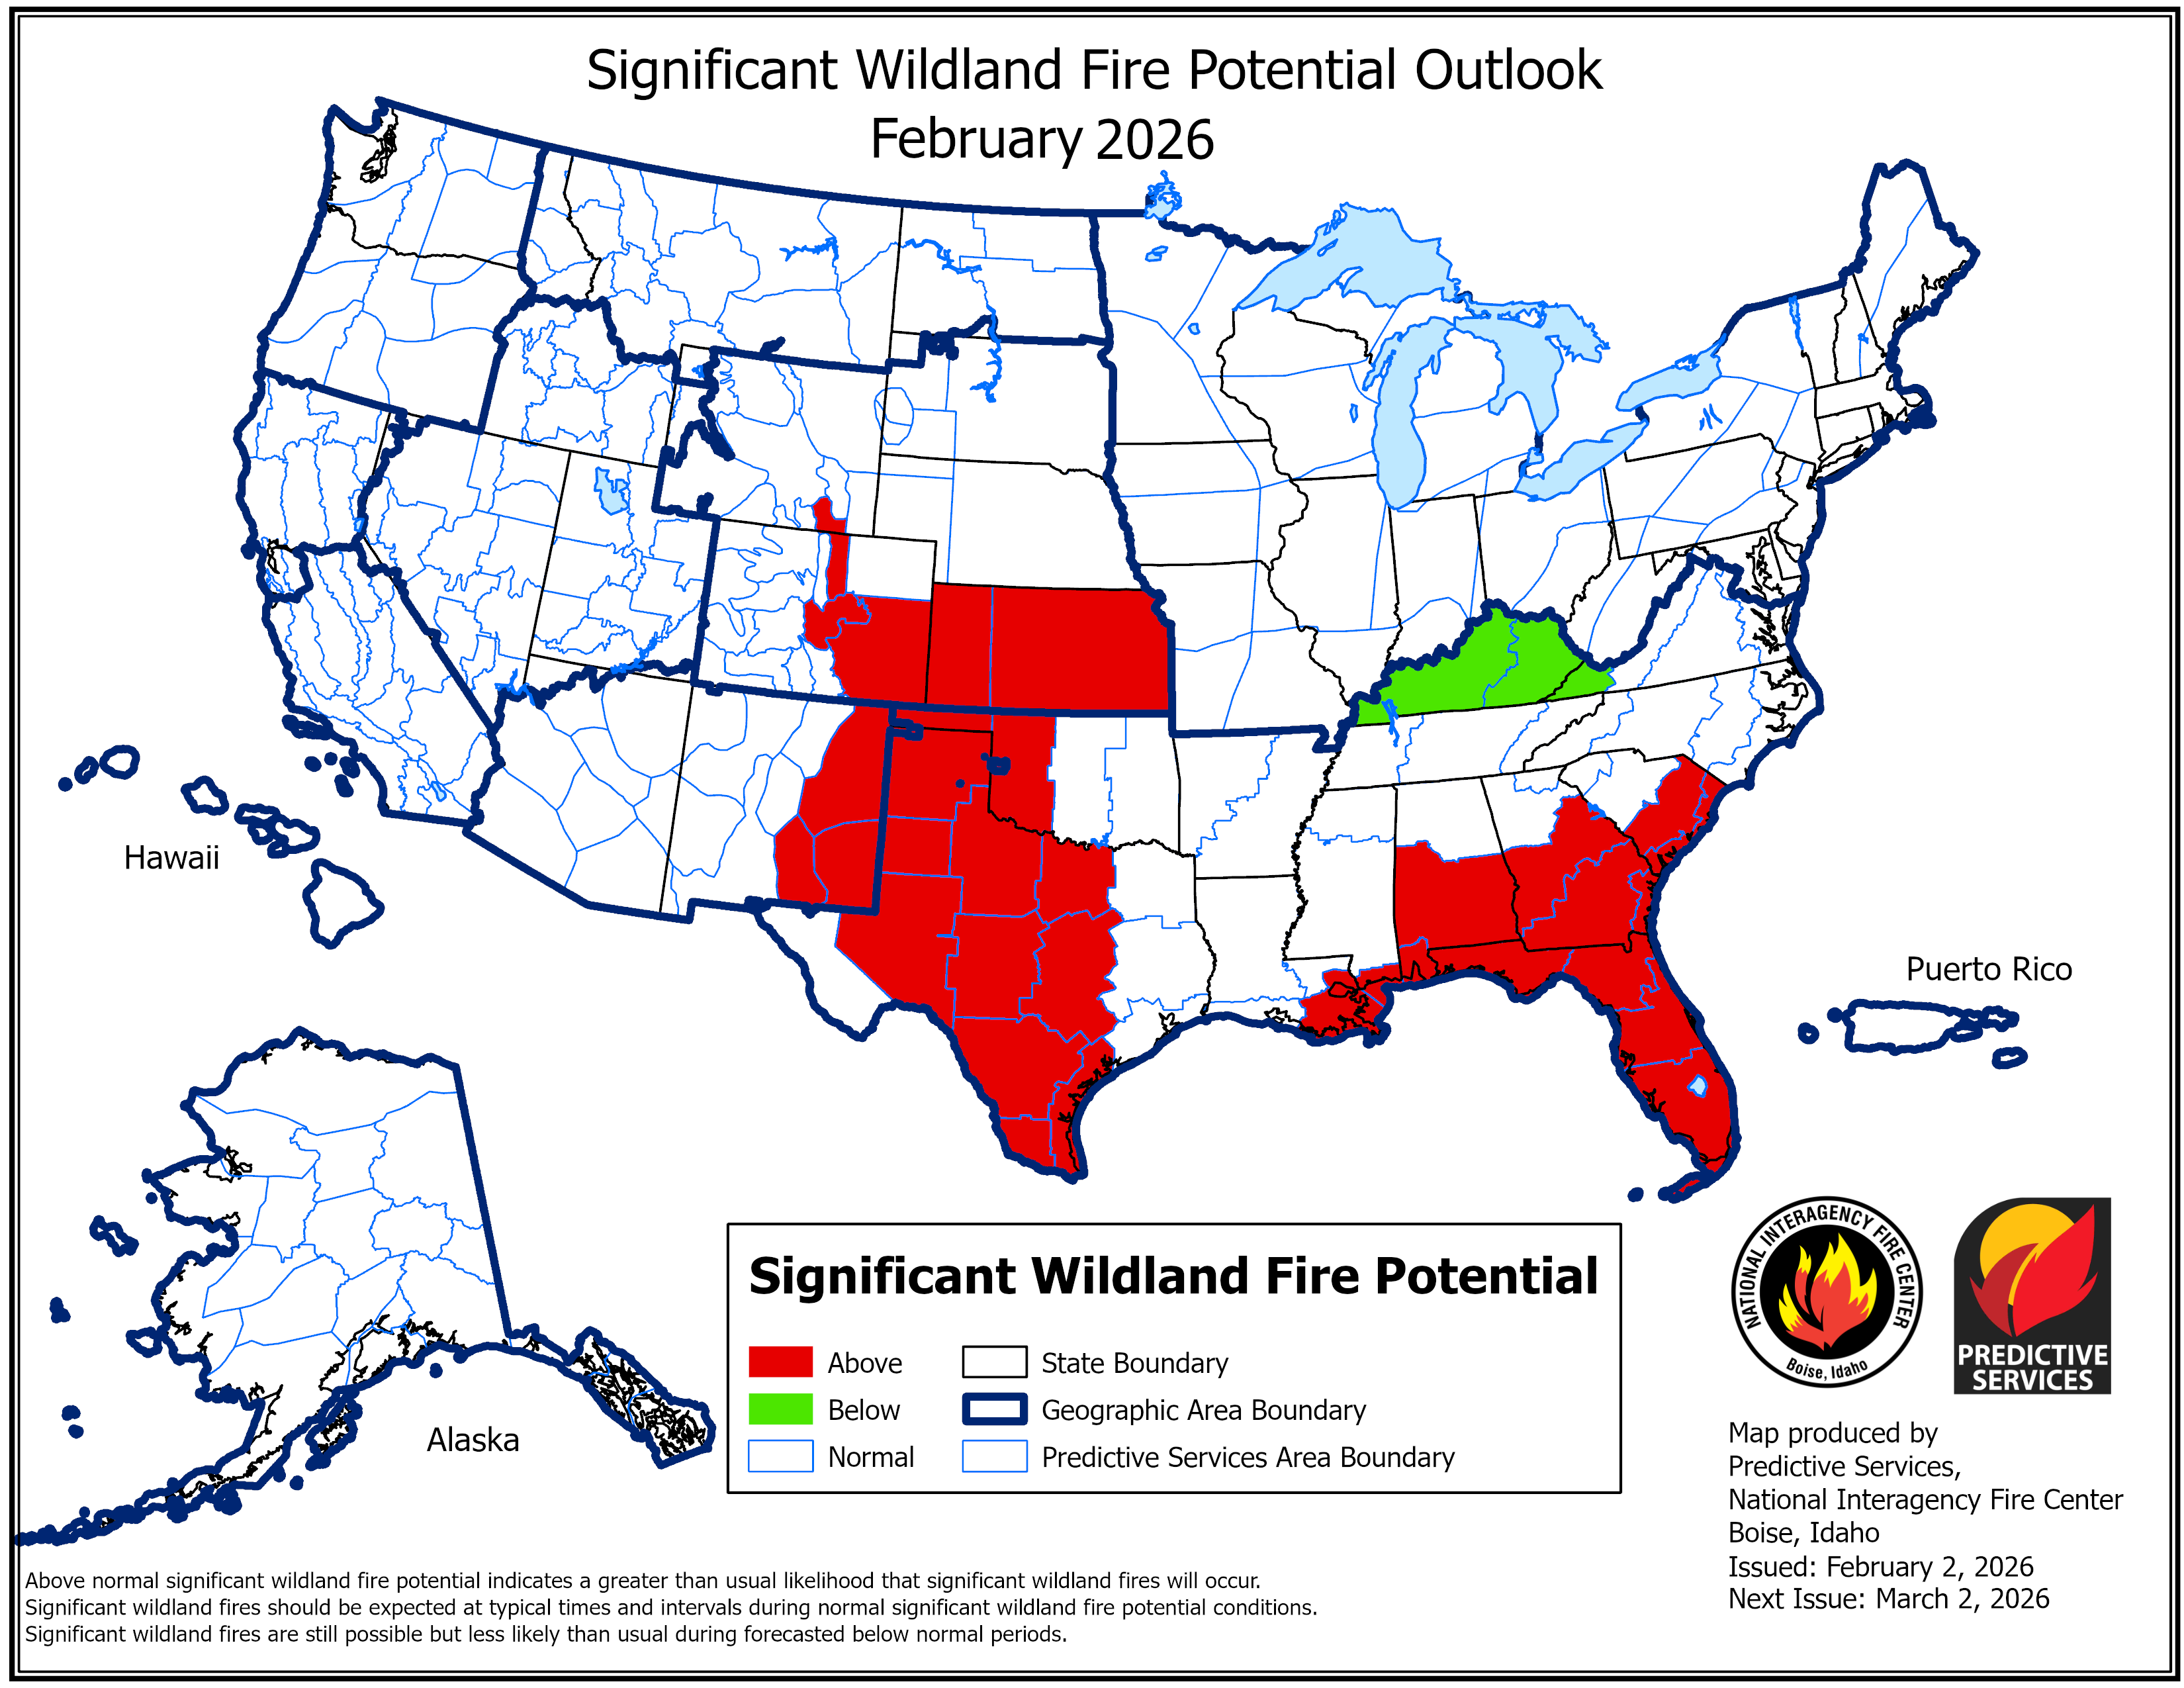 Significant Wildland Fire Potential Outlook
February 2026
Hawaii
Puerto Rico
Alaska
Significant Wildland Fire Potential
Above
State Boundary
Below
Geographic Area Boundary
Normal
Predictive Services Area Boundary
NATIONAL INTERAGENCY FIRE CENTER
Boise, Idaho
PREDICTIVE
SERVICES
Map produced by
Predictive Services,
National Interagency Fire Center
Boise, Idaho
Issued: February 2, 2026
Next Issue: March 2, 2026
Above normal significant wildland fire potential indicates a greater than usual likelihood that significant wildland fires will occur.
Significant wildland fires should be expected at typical times and intervals during normal significant wildland fire potential conditions.
Significant wildland fires are still possible but less likely than usual during forecasted below normal periods.